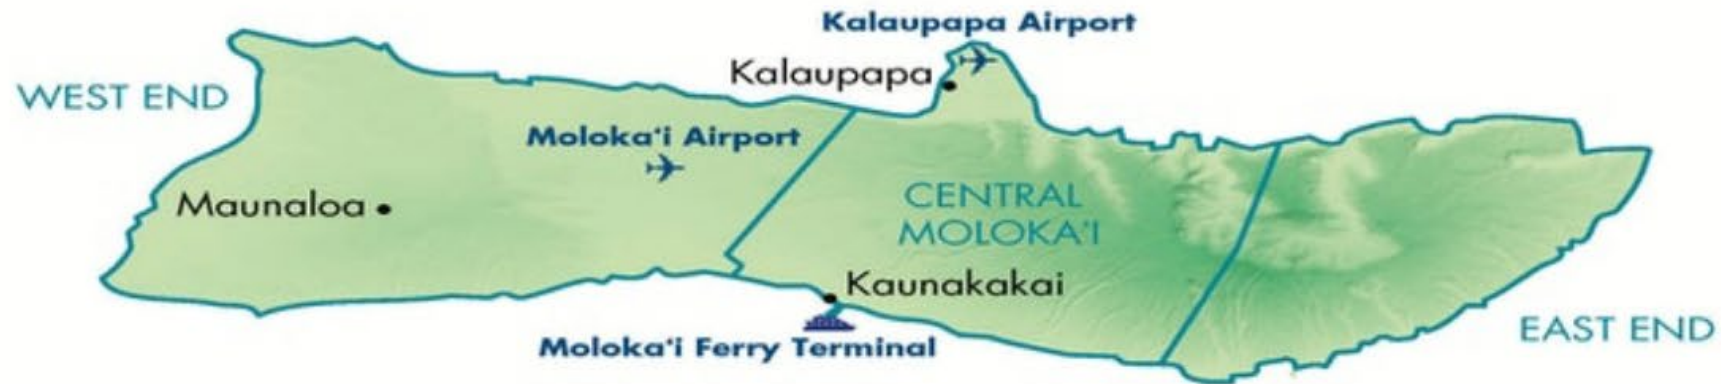 Kalaupapa Airport
Kalaupapa
WEST END
Moloka‘i Airport
Maunaloa
CENTRAL
MOLOKA‘I
Kaunakakai
Moloka‘i Ferry Terminal
EAST END